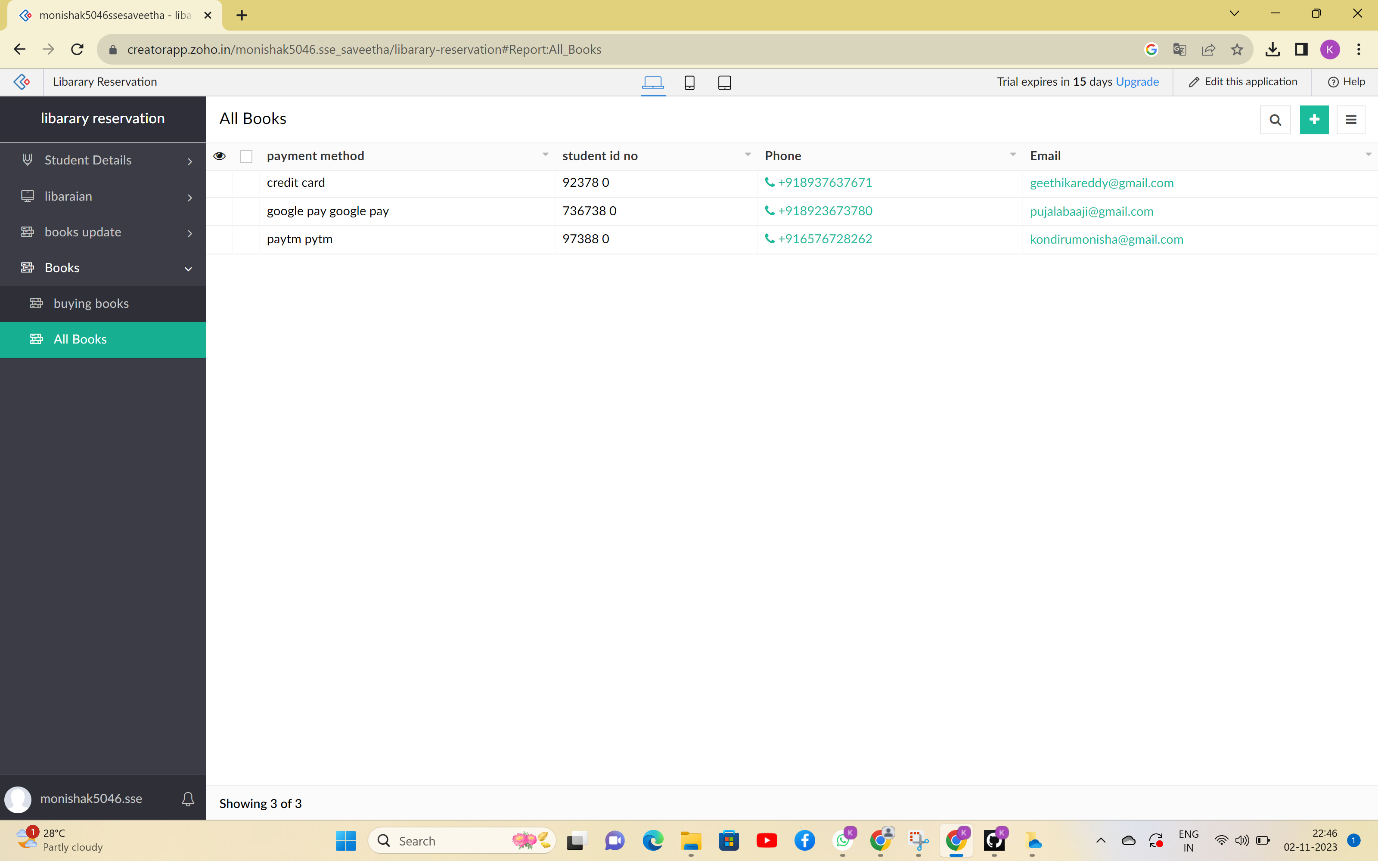 monishak5046ssesaveetha - liba
creatorapp.zoho.in/monishak5046.sse_saveetha/libarary-reservation#Report:All_Books
K
Libarary Reservation
Trial expires in 15 days Upgrade
Edit this application
Help
libarary reservation
All Books
Student Details
libaraian
books update
Books
buying books
All Books
payment method student id no Phone Email
credit card 92378 0 +918937637671 geethikareddy@gmail.com
google pay google pay 736738 0 +918923673780 pujalabaaji@gmail.com
paytm pytm 97388 0 +916576728262 kondirumonisha@gmail.com
monishak5046.sse
Showing 3 of 3
1
28°C
Partly cloudy
Search
K
K
K
ENG
IN
22:46
02-11-2023
1